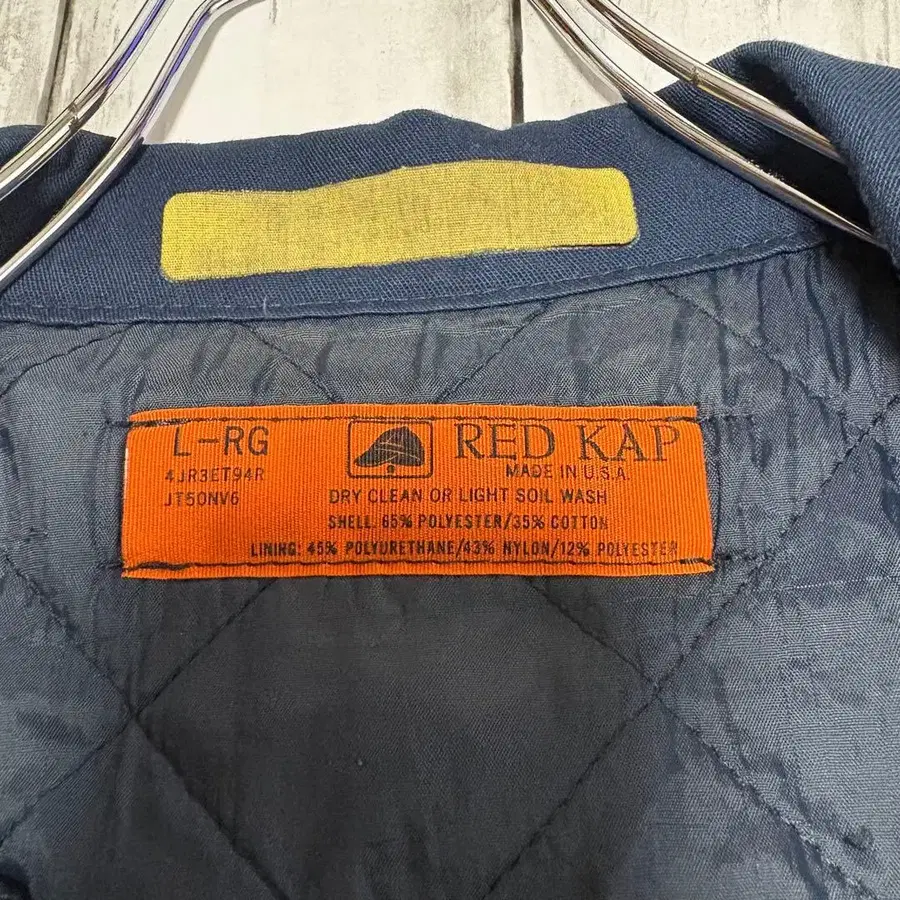 L-RG
RED KAP
4JR3ET94R
MADE IN U.S.A.
JT50NV6
DRY CLEAN OR LIGHT SOIL WASH
SHELL: 65% POLYESTER/35% COTTON
LINING: 45% POLYURETHANE/43% NYLON/12% POLYESTER